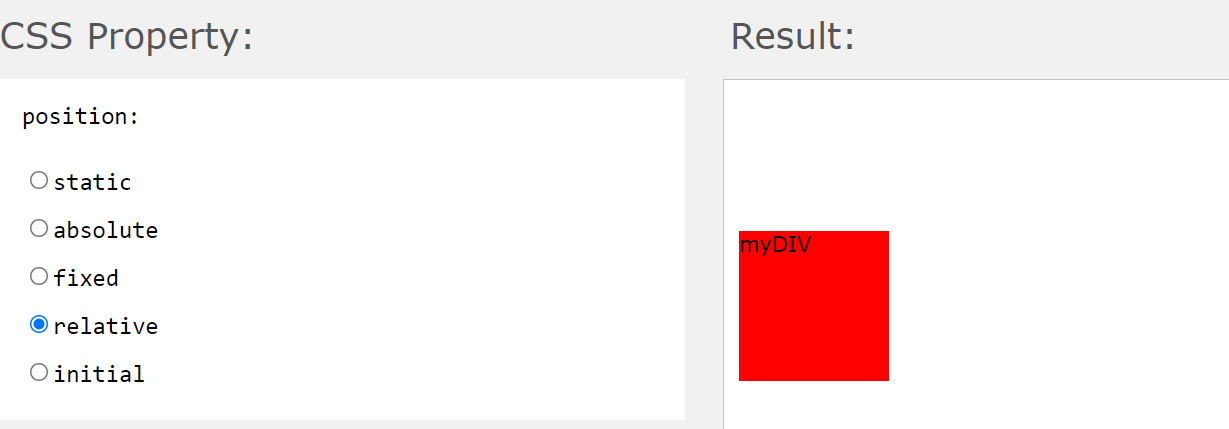 CSS Property:
Result:
position:
static
absolute
fixed
relative
initial
myDIV